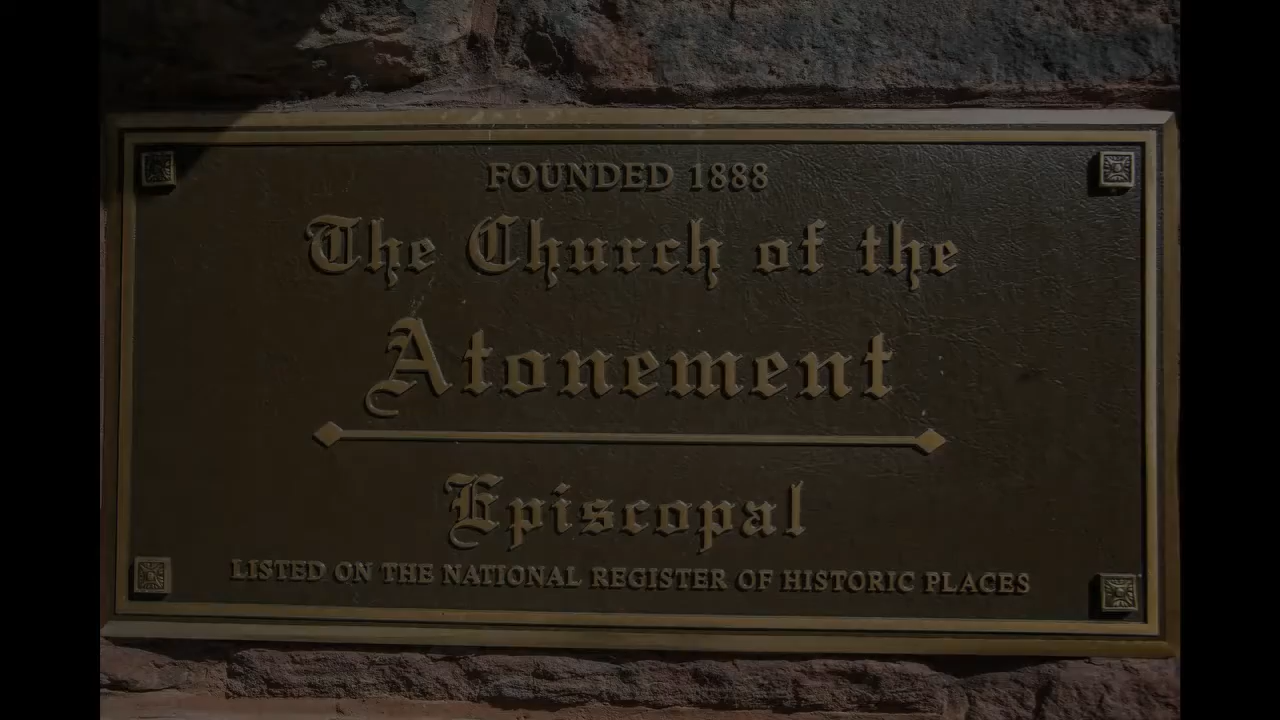 FOUNDED 1888
The Church of the
Atonement
Episcopal
LISTED ON THE NATIONAL REGISTER OF HISTORIC PLACES